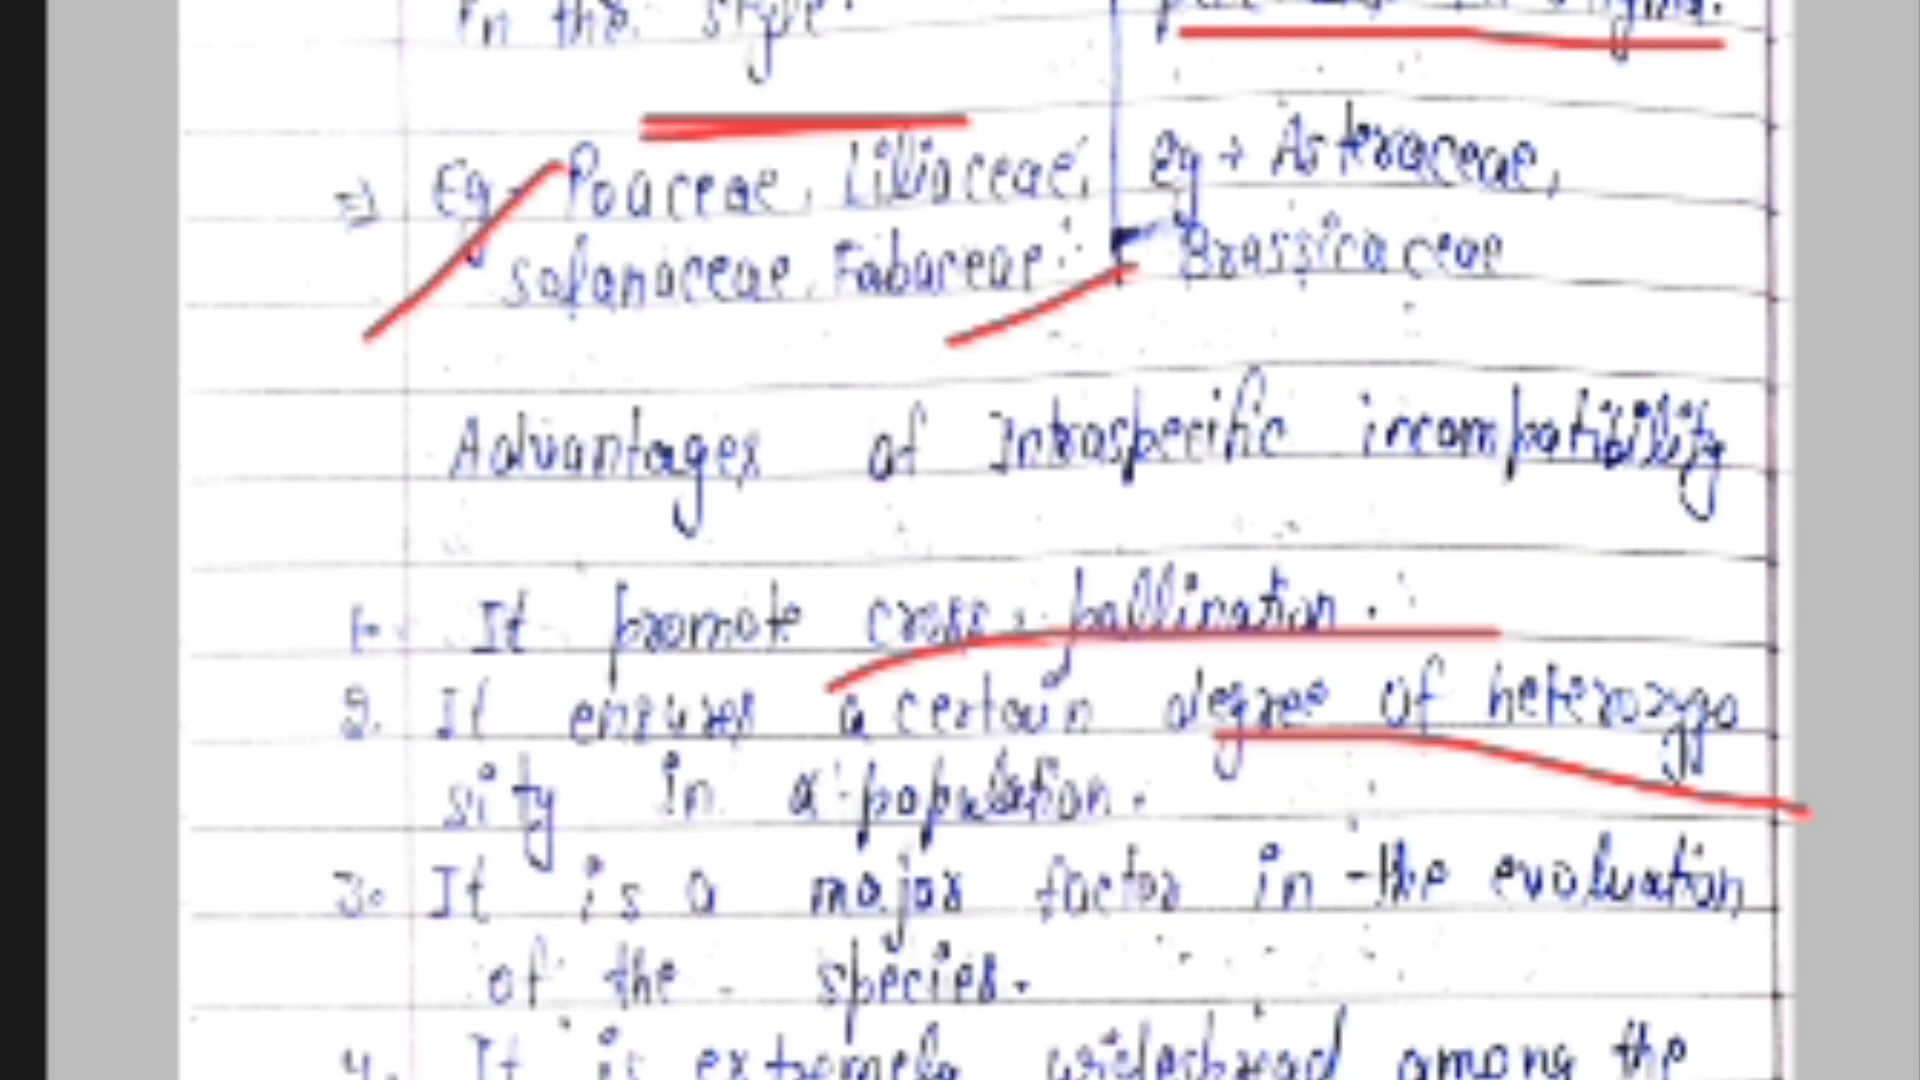 in the style.
⇒ Eg - Poaceae, Liliaceae,
solanaceae, Fabaceae.
eg → Asteraceae,
Brassicaceae
Advantages of Intraspecific incompatibility
1. It promote cross, pollination.
2. It ensures a certain degree of heterozygo
sity in a population.
3. It is a major factor in the evoluation
of the species.
4. It is extremely widespread among the